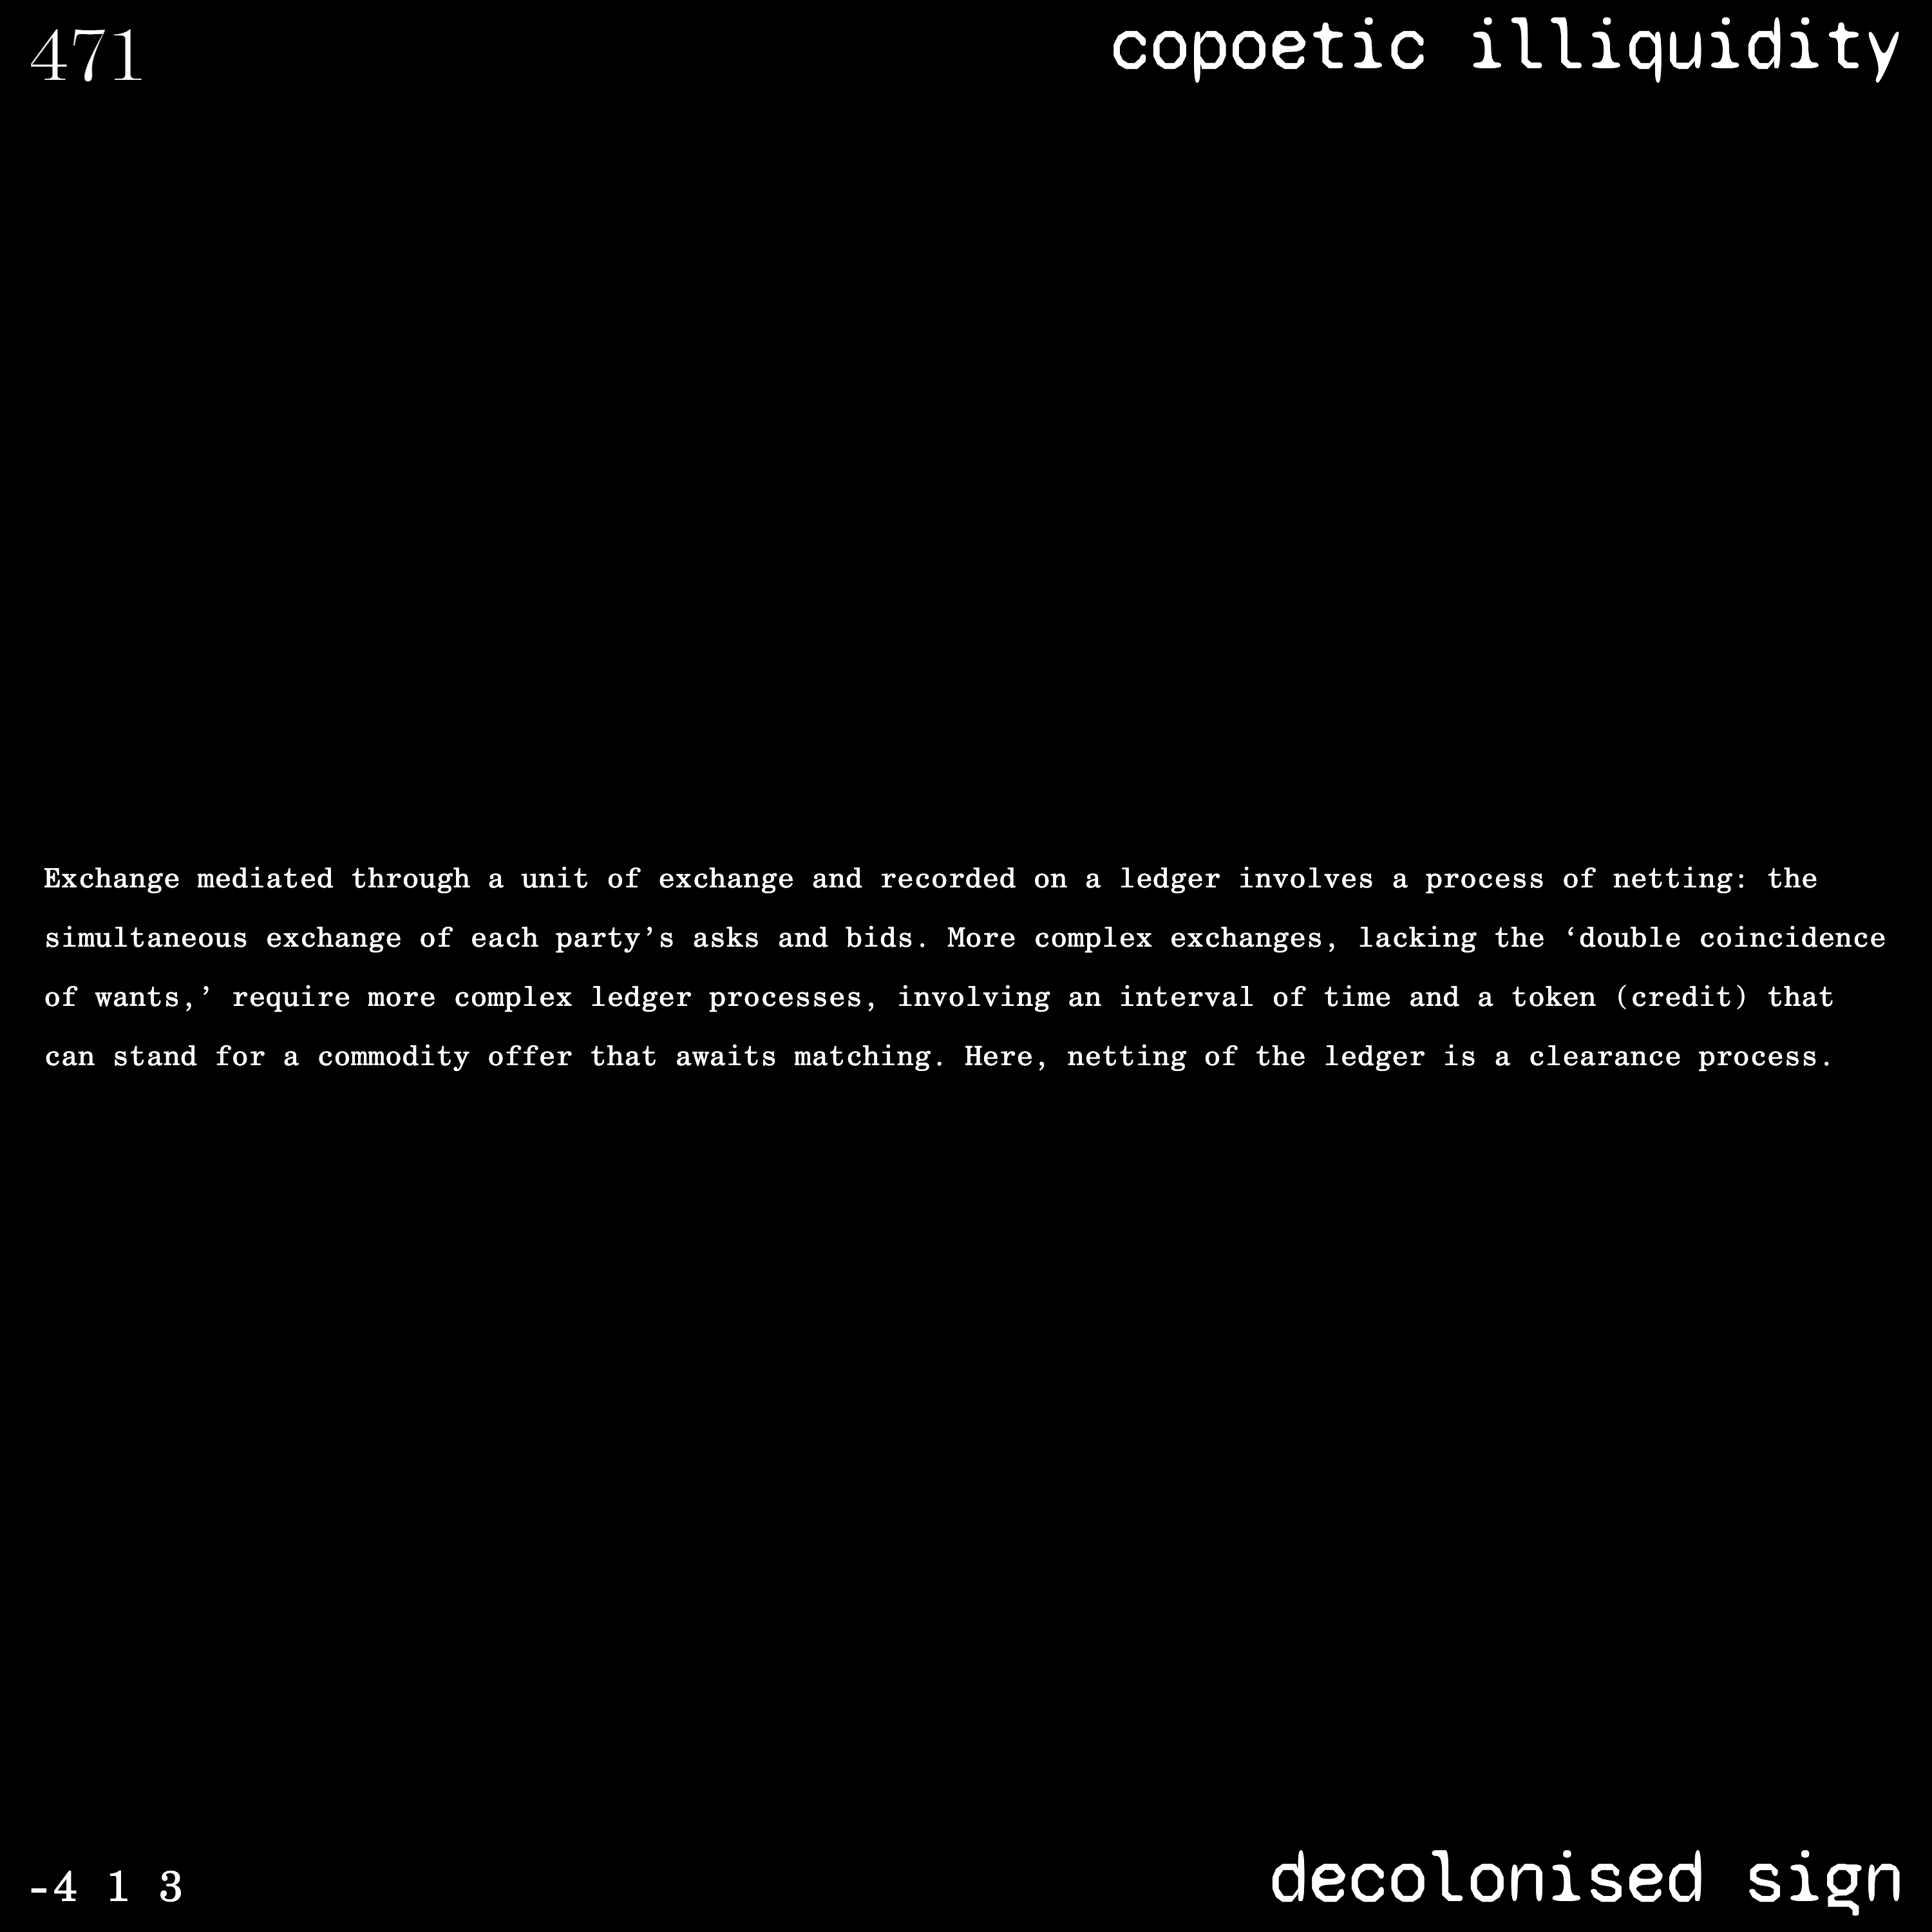 471
copoetic illiquidity
Exchange mediated through a unit of exchange and recorded on a ledger involves a process of netting: the
simultaneous exchange of each party’s asks and bids. More complex exchanges, lacking the ‘double coincidence
of wants,’ require more complex ledger processes, involving an interval of time and a token (credit) that
can stand for a commodity offer that awaits matching. Here, netting of the ledger is a clearance process.
-4 1 3
decolonised sign